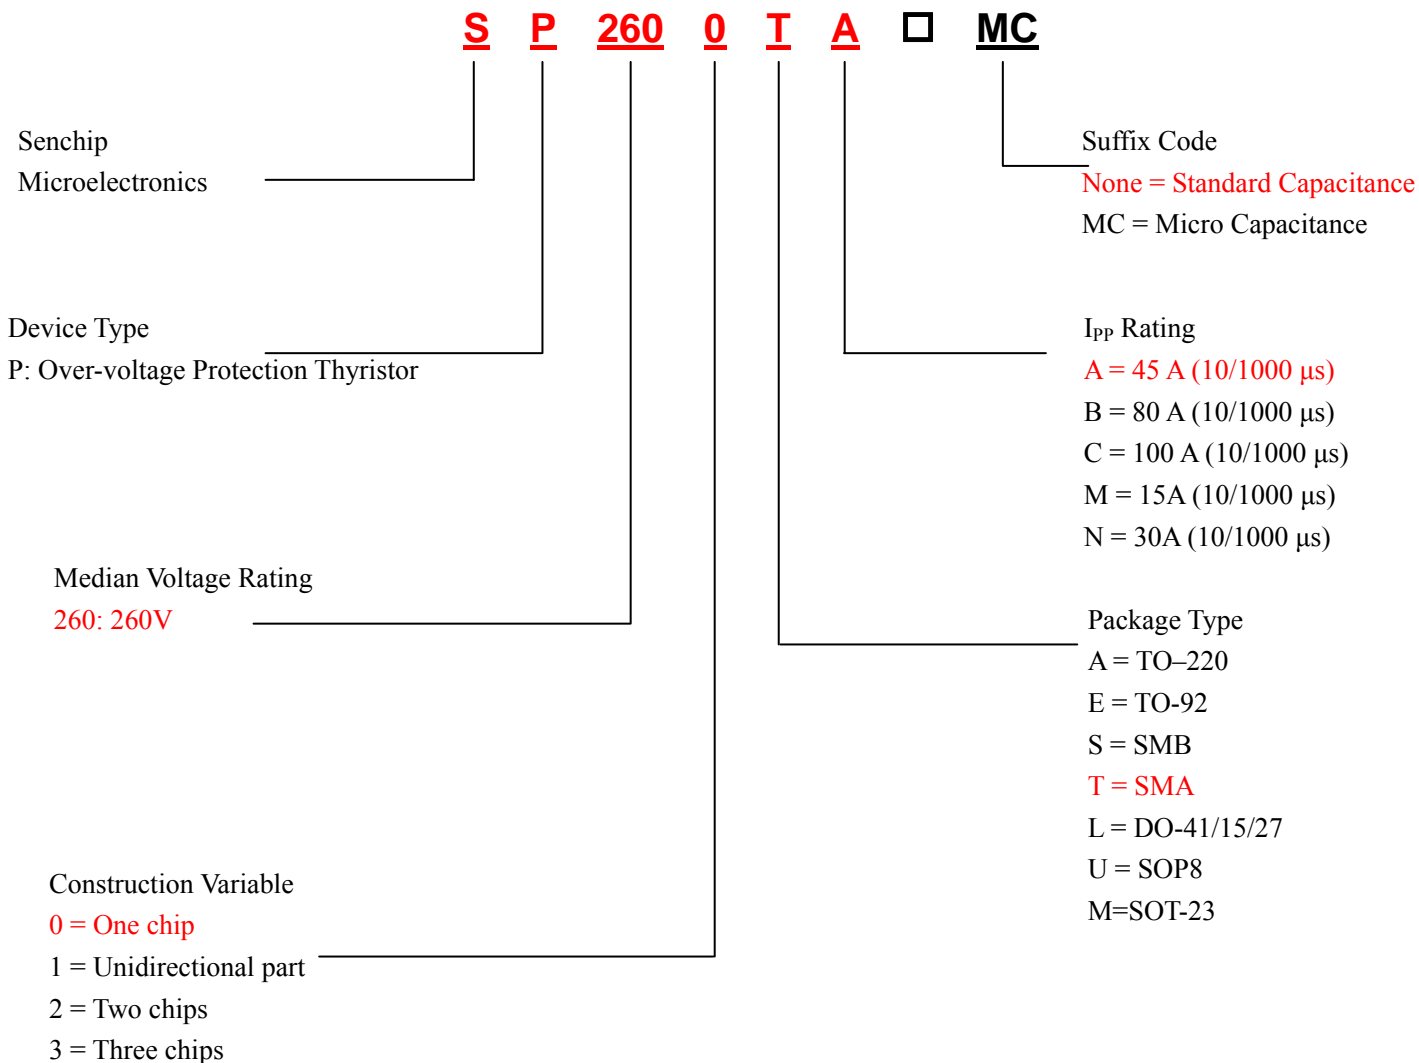 S P 260 0 T A □ MC
Senchip
Microelectronics
Suffix Code
None = Standard Capacitance
MC = Micro Capacitance
Device Type
P: Over-voltage Protection Thyristor
IPP Rating
A = 45 A (10/1000 μs)
B = 80 A (10/1000 μs)
C = 100 A (10/1000 μs)
M = 15A (10/1000 μs)
N = 30A (10/1000 μs)
Median Voltage Rating
260: 260V
Package Type
A = TO–220
E = TO-92
S = SMB
T = SMA
L = DO-41/15/27
U = SOP8
M=SOT-23
Construction Variable
0 = One chip
1 = Unidirectional part
2 = Two chips
3 = Three chips